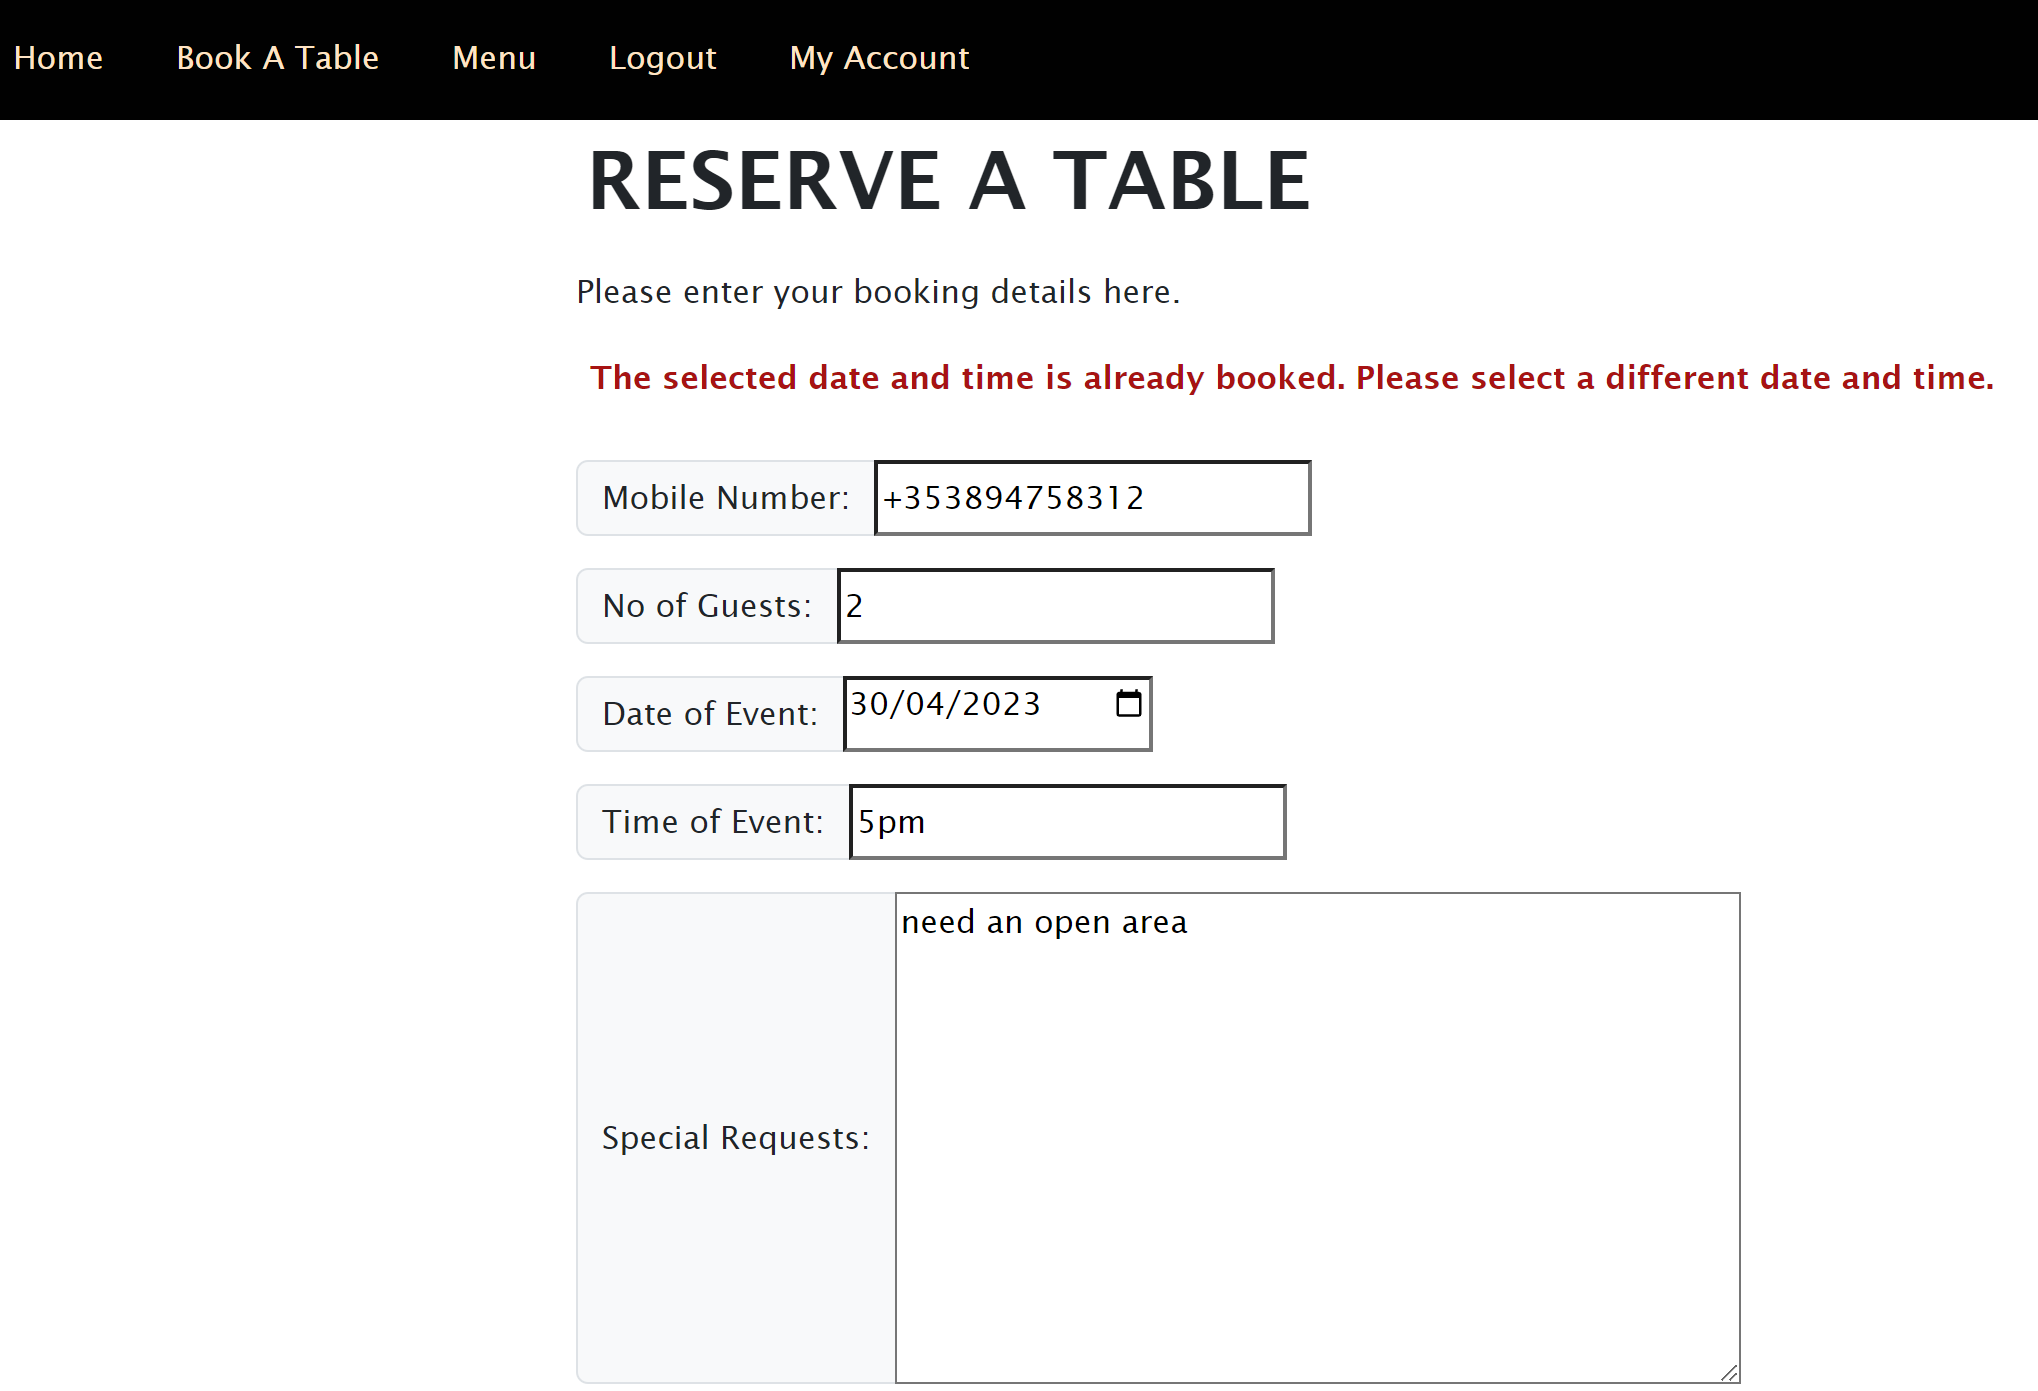 Home Book A Table Menu Logout My Account
RESERVE A TABLE
Please enter your booking details here.
The selected date and time is already booked. Please select a different date and time.
Mobile Number: +353894758312
No of Guests: 2
Date of Event: 30/04/2023
Time of Event: 5pm
need an open area
Special Requests: